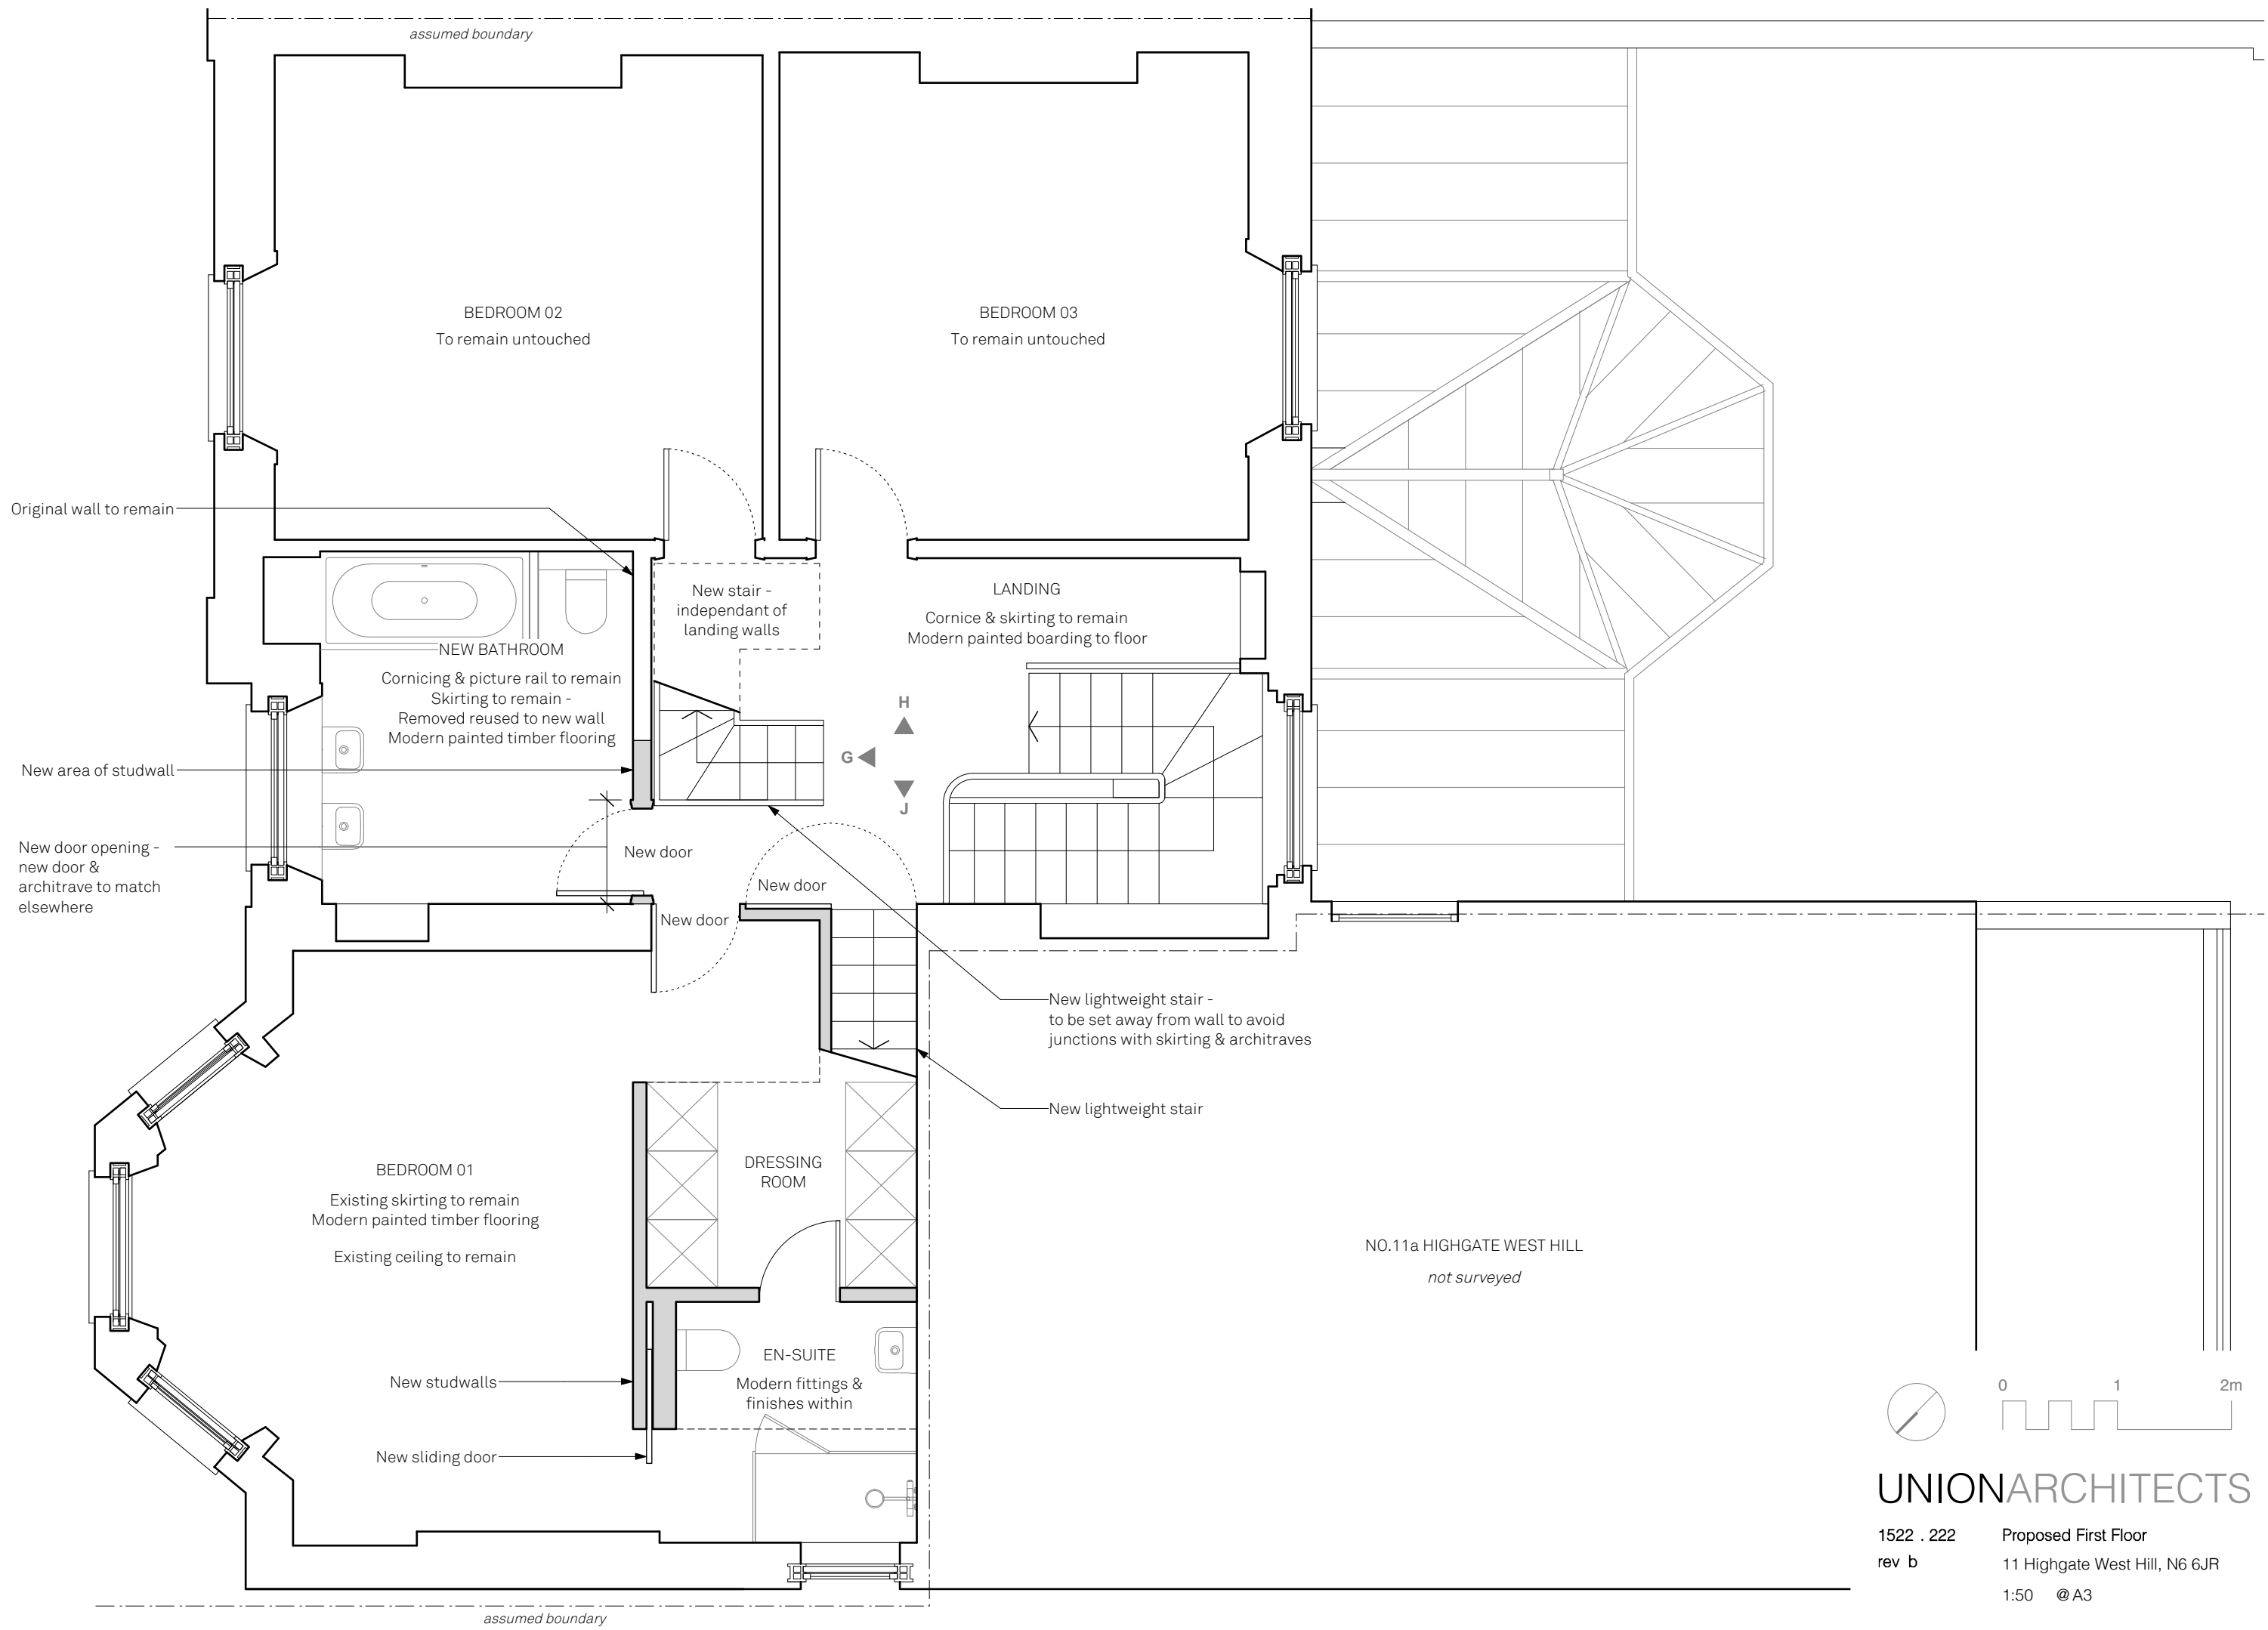 assumed boundary
BEDROOM 02
To remain untouched
BEDROOM 03
To remain untouched
Original wall to remain
New stair -
independant of
landing walls
LANDING
Cornice & skirting to remain
Modern painted boarding to floor
NEW BATHROOM
Cornicing & picture rail to remain
Skirting to remain -
Removed reused to new wall
Modern painted timber flooring
H
G
J
New area of studwall
New door opening -
new door &
architrave to match
elsewhere
New door
New door
New door
New lightweight stair -
to be set away from wall to avoid
junctions with skirting & architraves
New lightweight stair
BEDROOM 01
Existing skirting to remain
Modern painted timber flooring
Existing ceiling to remain
DRESSING
ROOM
NO.11a HIGHGATE WEST HILL
not surveyed
EN-SUITE
Modern fittings &
finishes within
New studwalls
New sliding door
assumed boundary
0 1 2m
UNIONARCHITECTS
1522 . 222 Proposed First Floor
rev b 11 Highgate West Hill, N6 6JR
1:50 @ A3